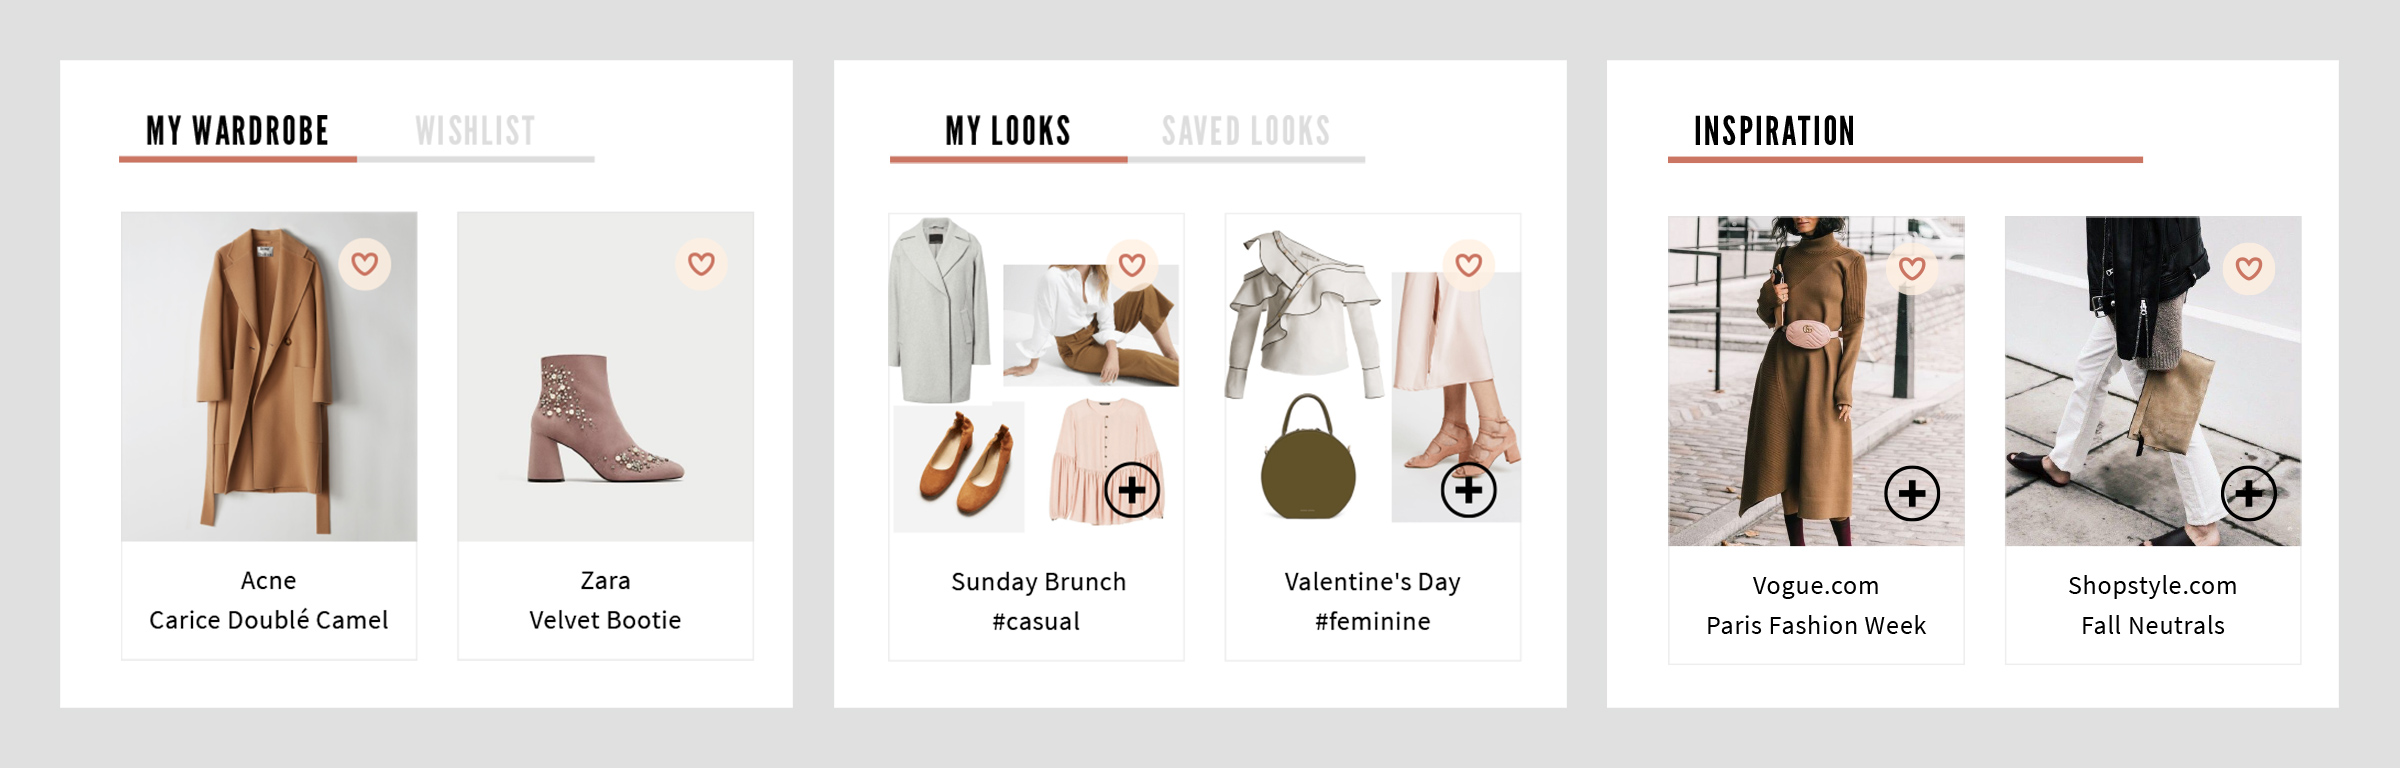 MY WARDROBE
WISHLIST
Acne
Carice Doublé Camel
Zara
Velvet Bootie
MY LOOKS
SAVED LOOKS
Sunday Brunch
#casual
Valentine's Day
#feminine
INSPIRATION
Vogue.com
Paris Fashion Week
Shopstyle.com
Fall Neutrals